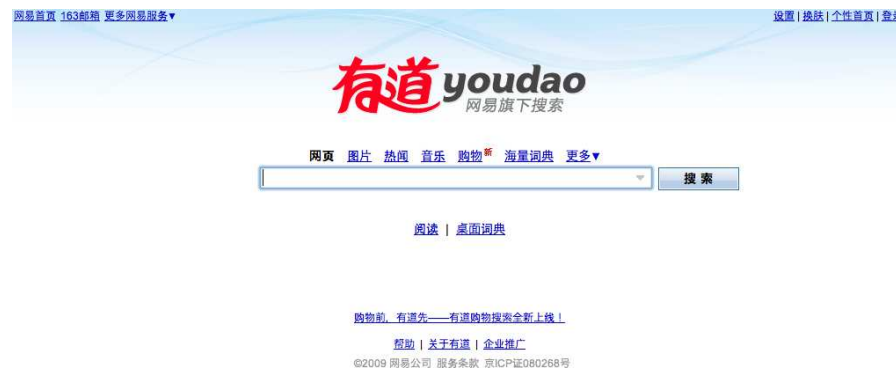 网易首页 163邮箱 更多网易服务▼ 设置 | 换肤 | 个性首页 | 登录
有道 youdao
网易旗下搜索
网页 图片 热闻 音乐 购物新 海量词典 更多▼
搜索
阅读 | 桌面词典
购物前，有道先——有道购物搜索全新上线！
帮助 | 关于有道 | 企业推广
©2009 网易公司 服务条款 京ICP证080268号